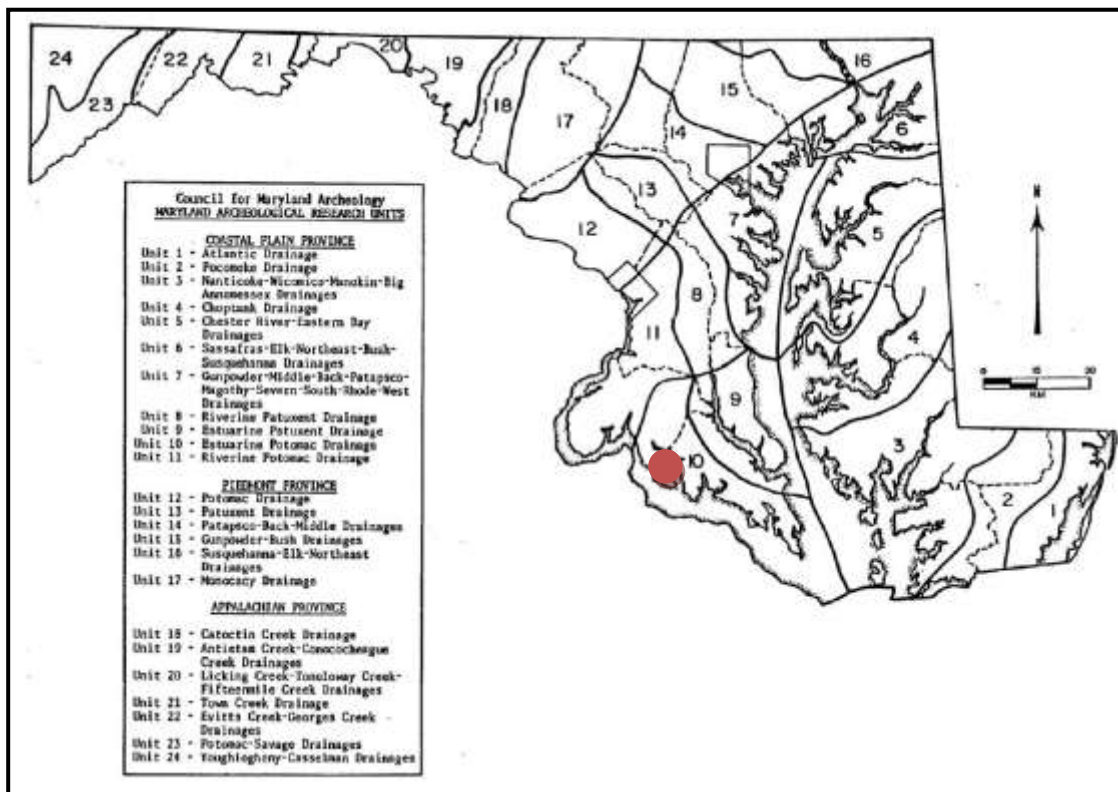 24
22
21
20
19
18
17
16
15
14
23
6
13
12
7
5
8
11
4
9
10
3
2
1
N
0 15 30
KM
Council for Maryland Archeology
MARYLAND ARCHEOLOGICAL RESEARCH UNITS
COASTAL PLAIN PROVINCE
Unit 1 - Atlantic Drainage
Unit 2 - Pocomoke Drainage
Unit 3 - Nanticoke-Wicomico-Manokin-Big
Annemessex Drainages
Unit 4 - Choptank Drainage
Unit 5 - Chester River-Eastern Bay
Drainages
Unit 6 - Sassafras-Elk-Northeast-Bush-
Susquehanna Drainages
Unit 7 - Gunpowder-Middle-Back-Patapsco-
Magothy-Severn-South-Rhode-West
Drainages
Unit 8 - Riverine Patuxent Drainage
Unit 9 - Estuarine Patuxent Drainage
Unit 10 - Estuarine Potomac Drainage
Unit 11 - Riverine Potomac Drainage
PIEDMONT PROVINCE
Unit 12 - Potomac Drainage
Unit 13 - Patuxent Drainage
Unit 14 - Patapsco-Back-Middle Drainages
Unit 15 - Gunpowder-Bush Drainages
Unit 16 - Susquehanna-Elk-Northeast
Drainages
Unit 17 - Monocacy Drainage
APPALACHIAN PROVINCE
Unit 18 - Catoctin Creek Drainage
Unit 19 - Antietam Creek-Conococheague
Creek Drainages
Unit 20 - Licking Creek-Tonoloway Creek-
Fifteenmile Creek Drainages
Unit 21 - Town Creek Drainage
Unit 22 - Evitts Creek-Georges Creek
Drainages
Unit 23 - Potomac-Savage Drainages
Unit 24 - Youghiogheny-Casselman Drainages